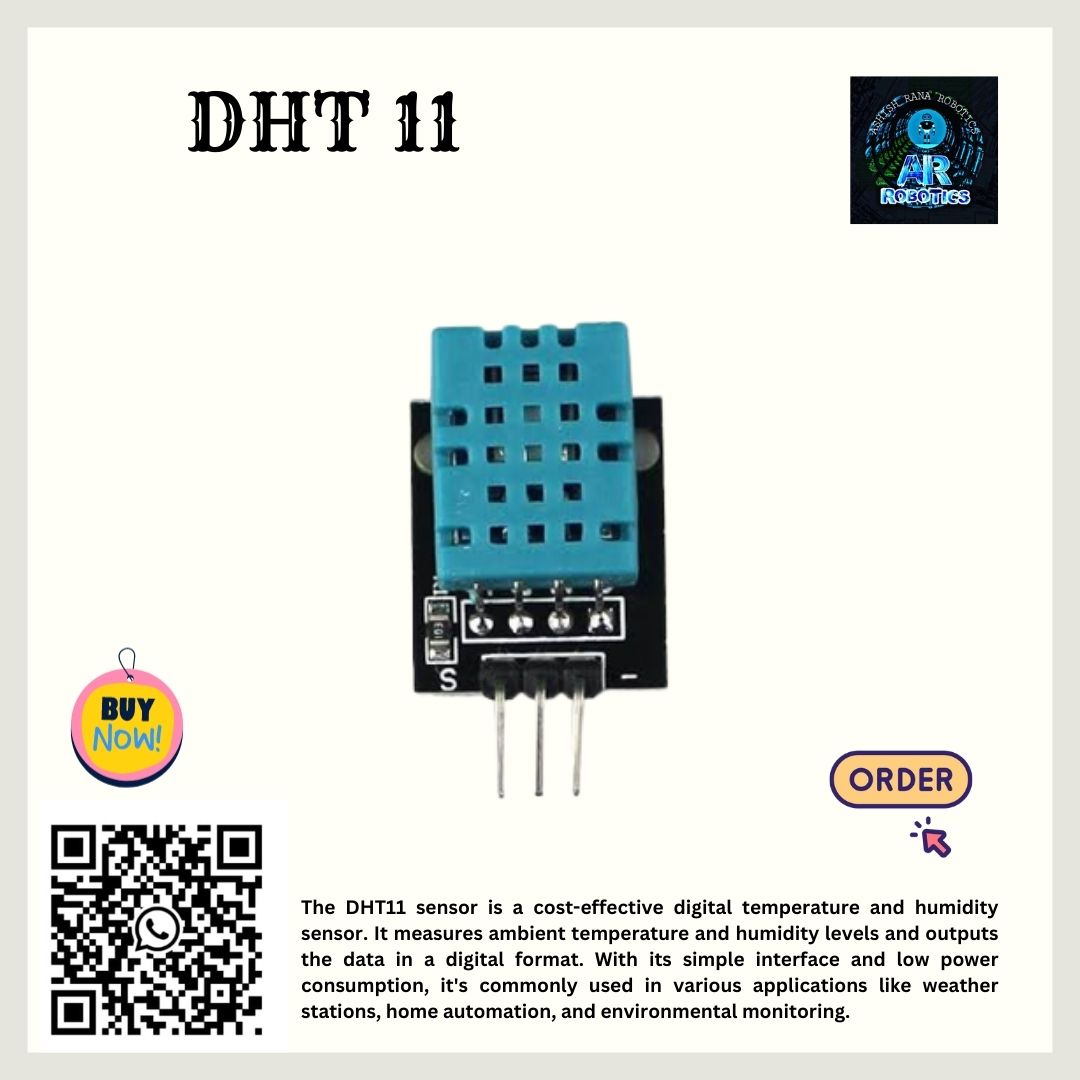 DHT 11
ASHISH RANA ROBOTICS
AR
ROBOTICS
S
-
BUY
NOW!
ORDER
The DHT11 sensor is a cost-effective digital temperature and humidity
sensor. It measures ambient temperature and humidity levels and outputs
the data in a digital format. With its simple interface and low power
consumption, it's commonly used in various applications like weather
stations, home automation, and environmental monitoring.